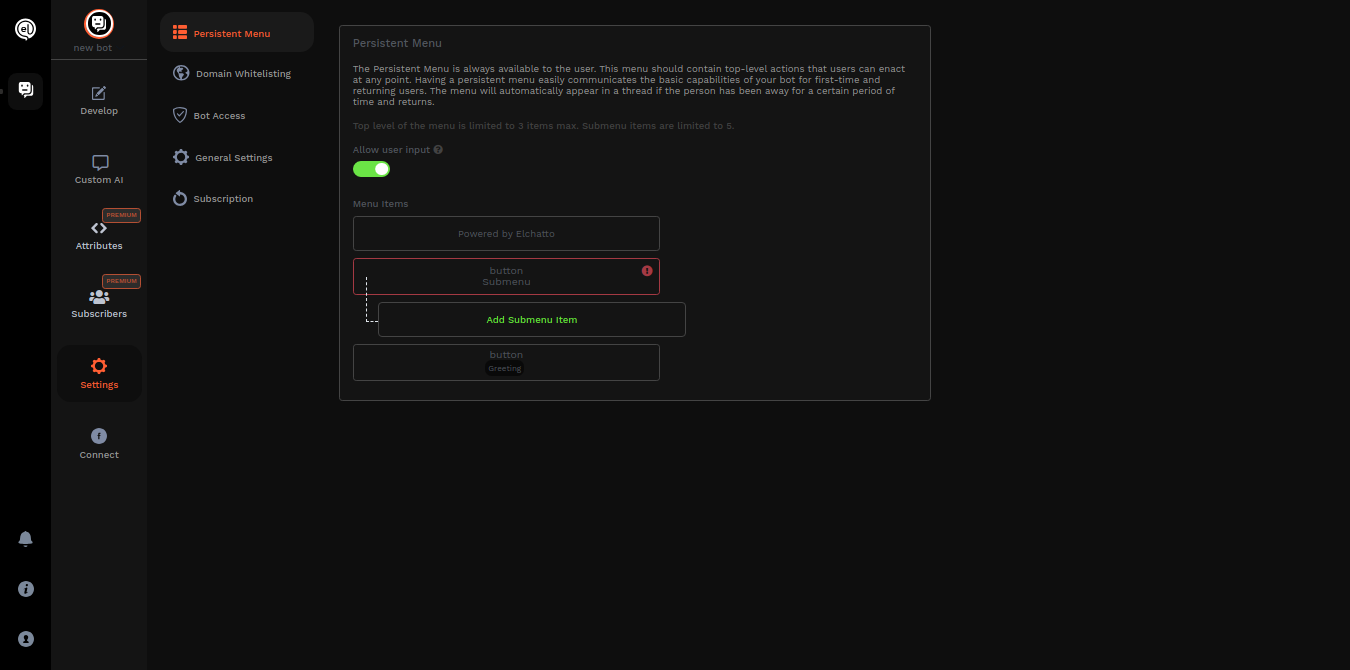 el
new bot
Develop
Custom AI
PREMIUM
Attributes
PREMIUM
Subscribers
Settings
f
Connect
Persistent Menu
Domain Whitelisting
Bot Access
General Settings
Subscription
Persistent Menu
The Persistent Menu is always available to the user. This menu should contain top-level actions that users can enact
at any point. Having a persistent menu easily communicates the basic capabilities of your bot for first-time and
returning users. The menu will automatically appear in a thread if the person has been away for a certain period of
time and returns.
Top level of the menu is limited to 3 items max. Submenu items are limited to 5.
Allow user input ?
Menu Items
Powered by Elchatto
button
Submenu
Add Submenu Item
button
Greeting